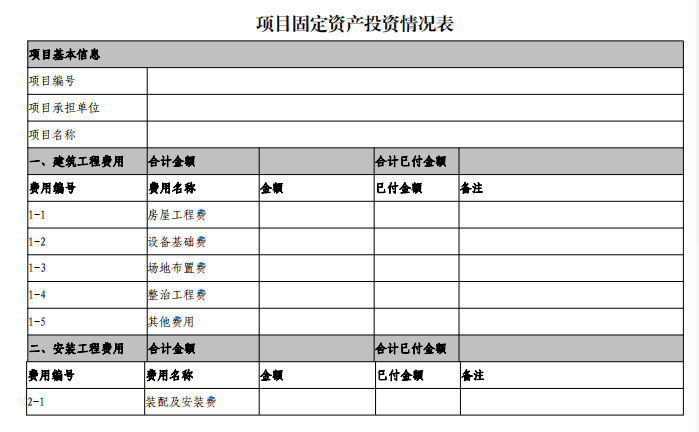 项目固定资产投资情况表
项目基本信息
项目编号
项目承担单位
项目名称
一、建筑工程费用 合计金额 合计已付金额
费用编号 费用名称 金额 已付金额 备注
1-1 房屋工程费
1-2 设备基础费
1-3 场地布置费
1-4 整治工程费
1-5 其他费用
二、安装工程费用 合计金额 合计已付金额
费用编号 费用名称 金额 已付金额 备注
2-1 装配及安装费